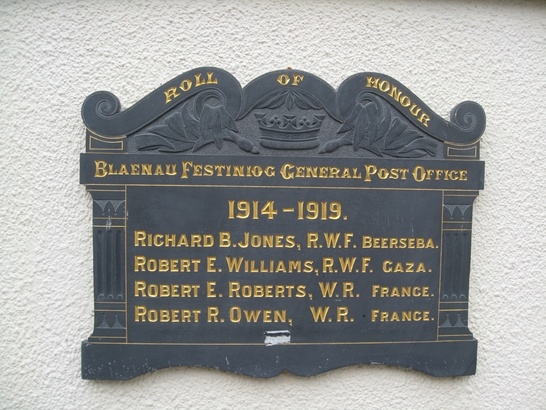 ROLL OF HONOUR
BLAENAU FESTINIOG GENERAL POST OFFICE
1914-1919.
RICHARD B. JONES, R.W.F. BEERSEBA.
ROBERT E. WILLIAMS, R.W.F. GAZA.
ROBERT E. ROBERTS, W.R. FRANCE.
ROBERT R. OWEN, W.R. FRANCE.